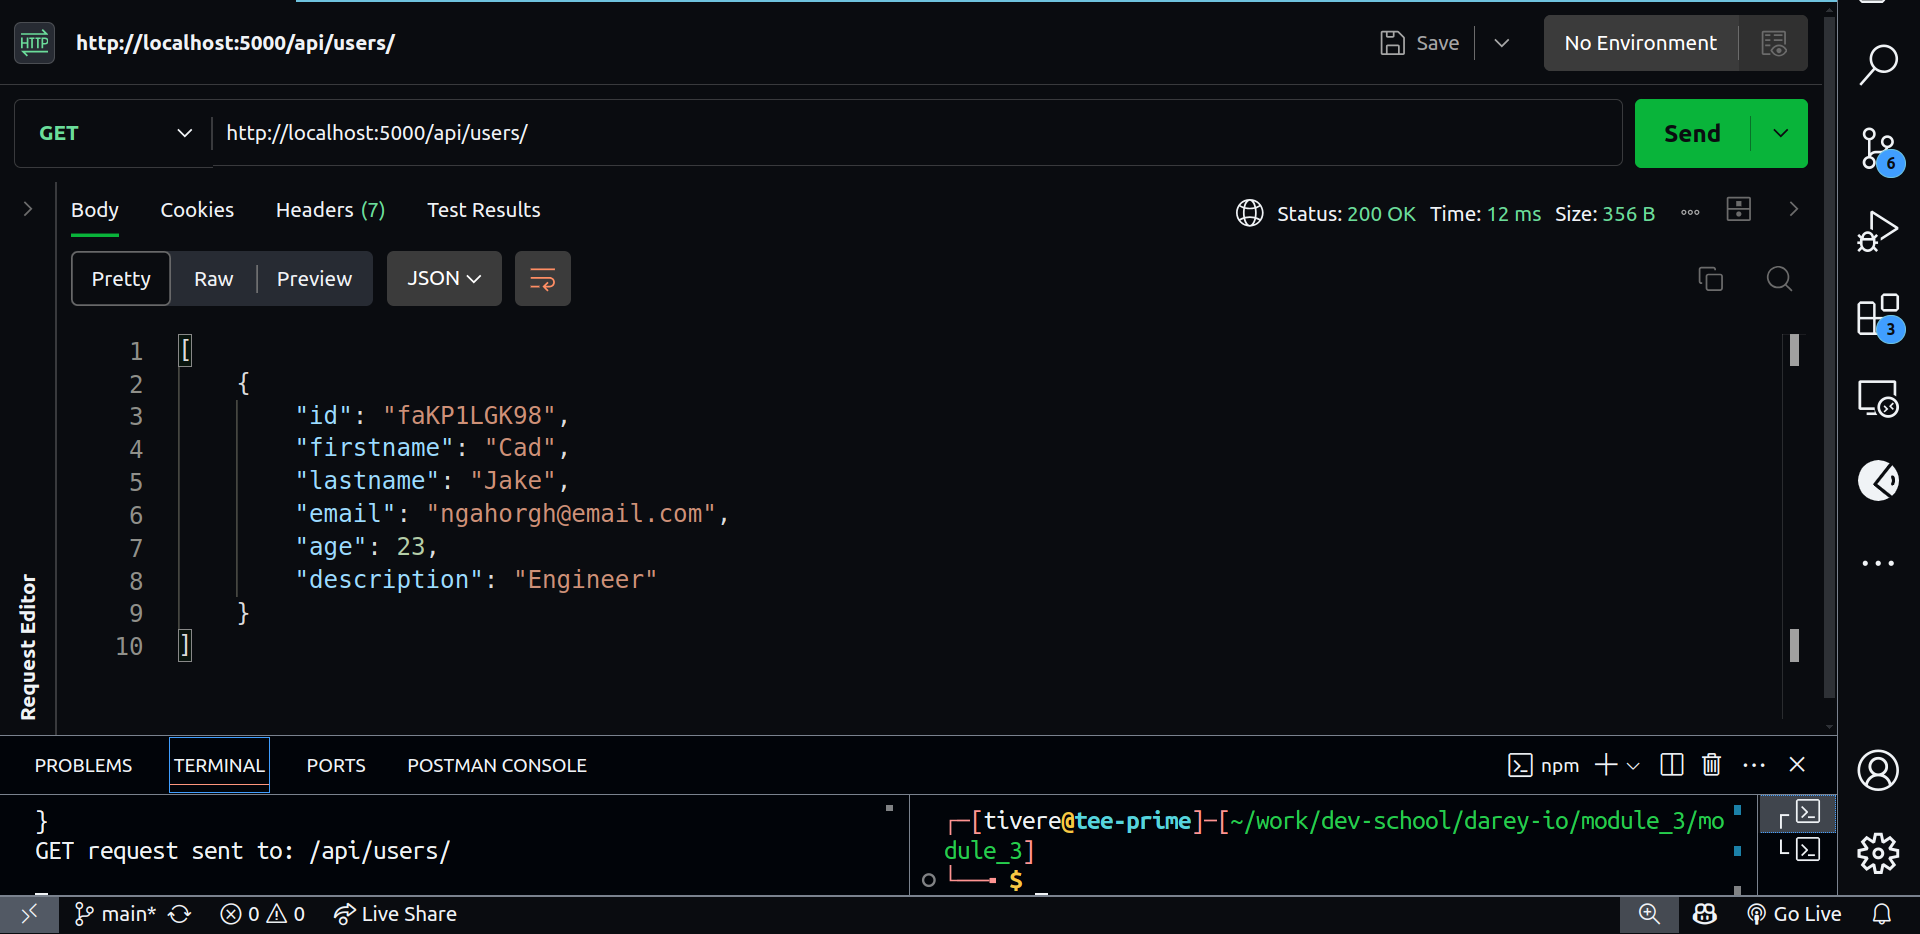 HTTP http://localhost:5000/api/users/ Save No Environment
GET http://localhost:5000/api/users/ Send
Body Cookies Headers (7) Test Results Status: 200 OK Time: 12 ms Size: 356 B
6
Pretty Raw Preview JSON
3
1 [
2 {
3 "id": "faKP1LGK98",
4 "firstname": "Cad",
5 "lastname": "Jake",
6 "email": "ngahorgh@email.com",
7 "age": 23,
8 "description": "Engineer"
9 }
10 ]
Request Editor
PROBLEMS TERMINAL PORTS POSTMAN CONSOLE npm
}
GET request sent to: /api/users/
┌─[tivere@tee-prime]─[~/work/dev-school/darey-io/module_3/mo
dule_3]
└──╼ $
main* 0 0 Live Share Go Live